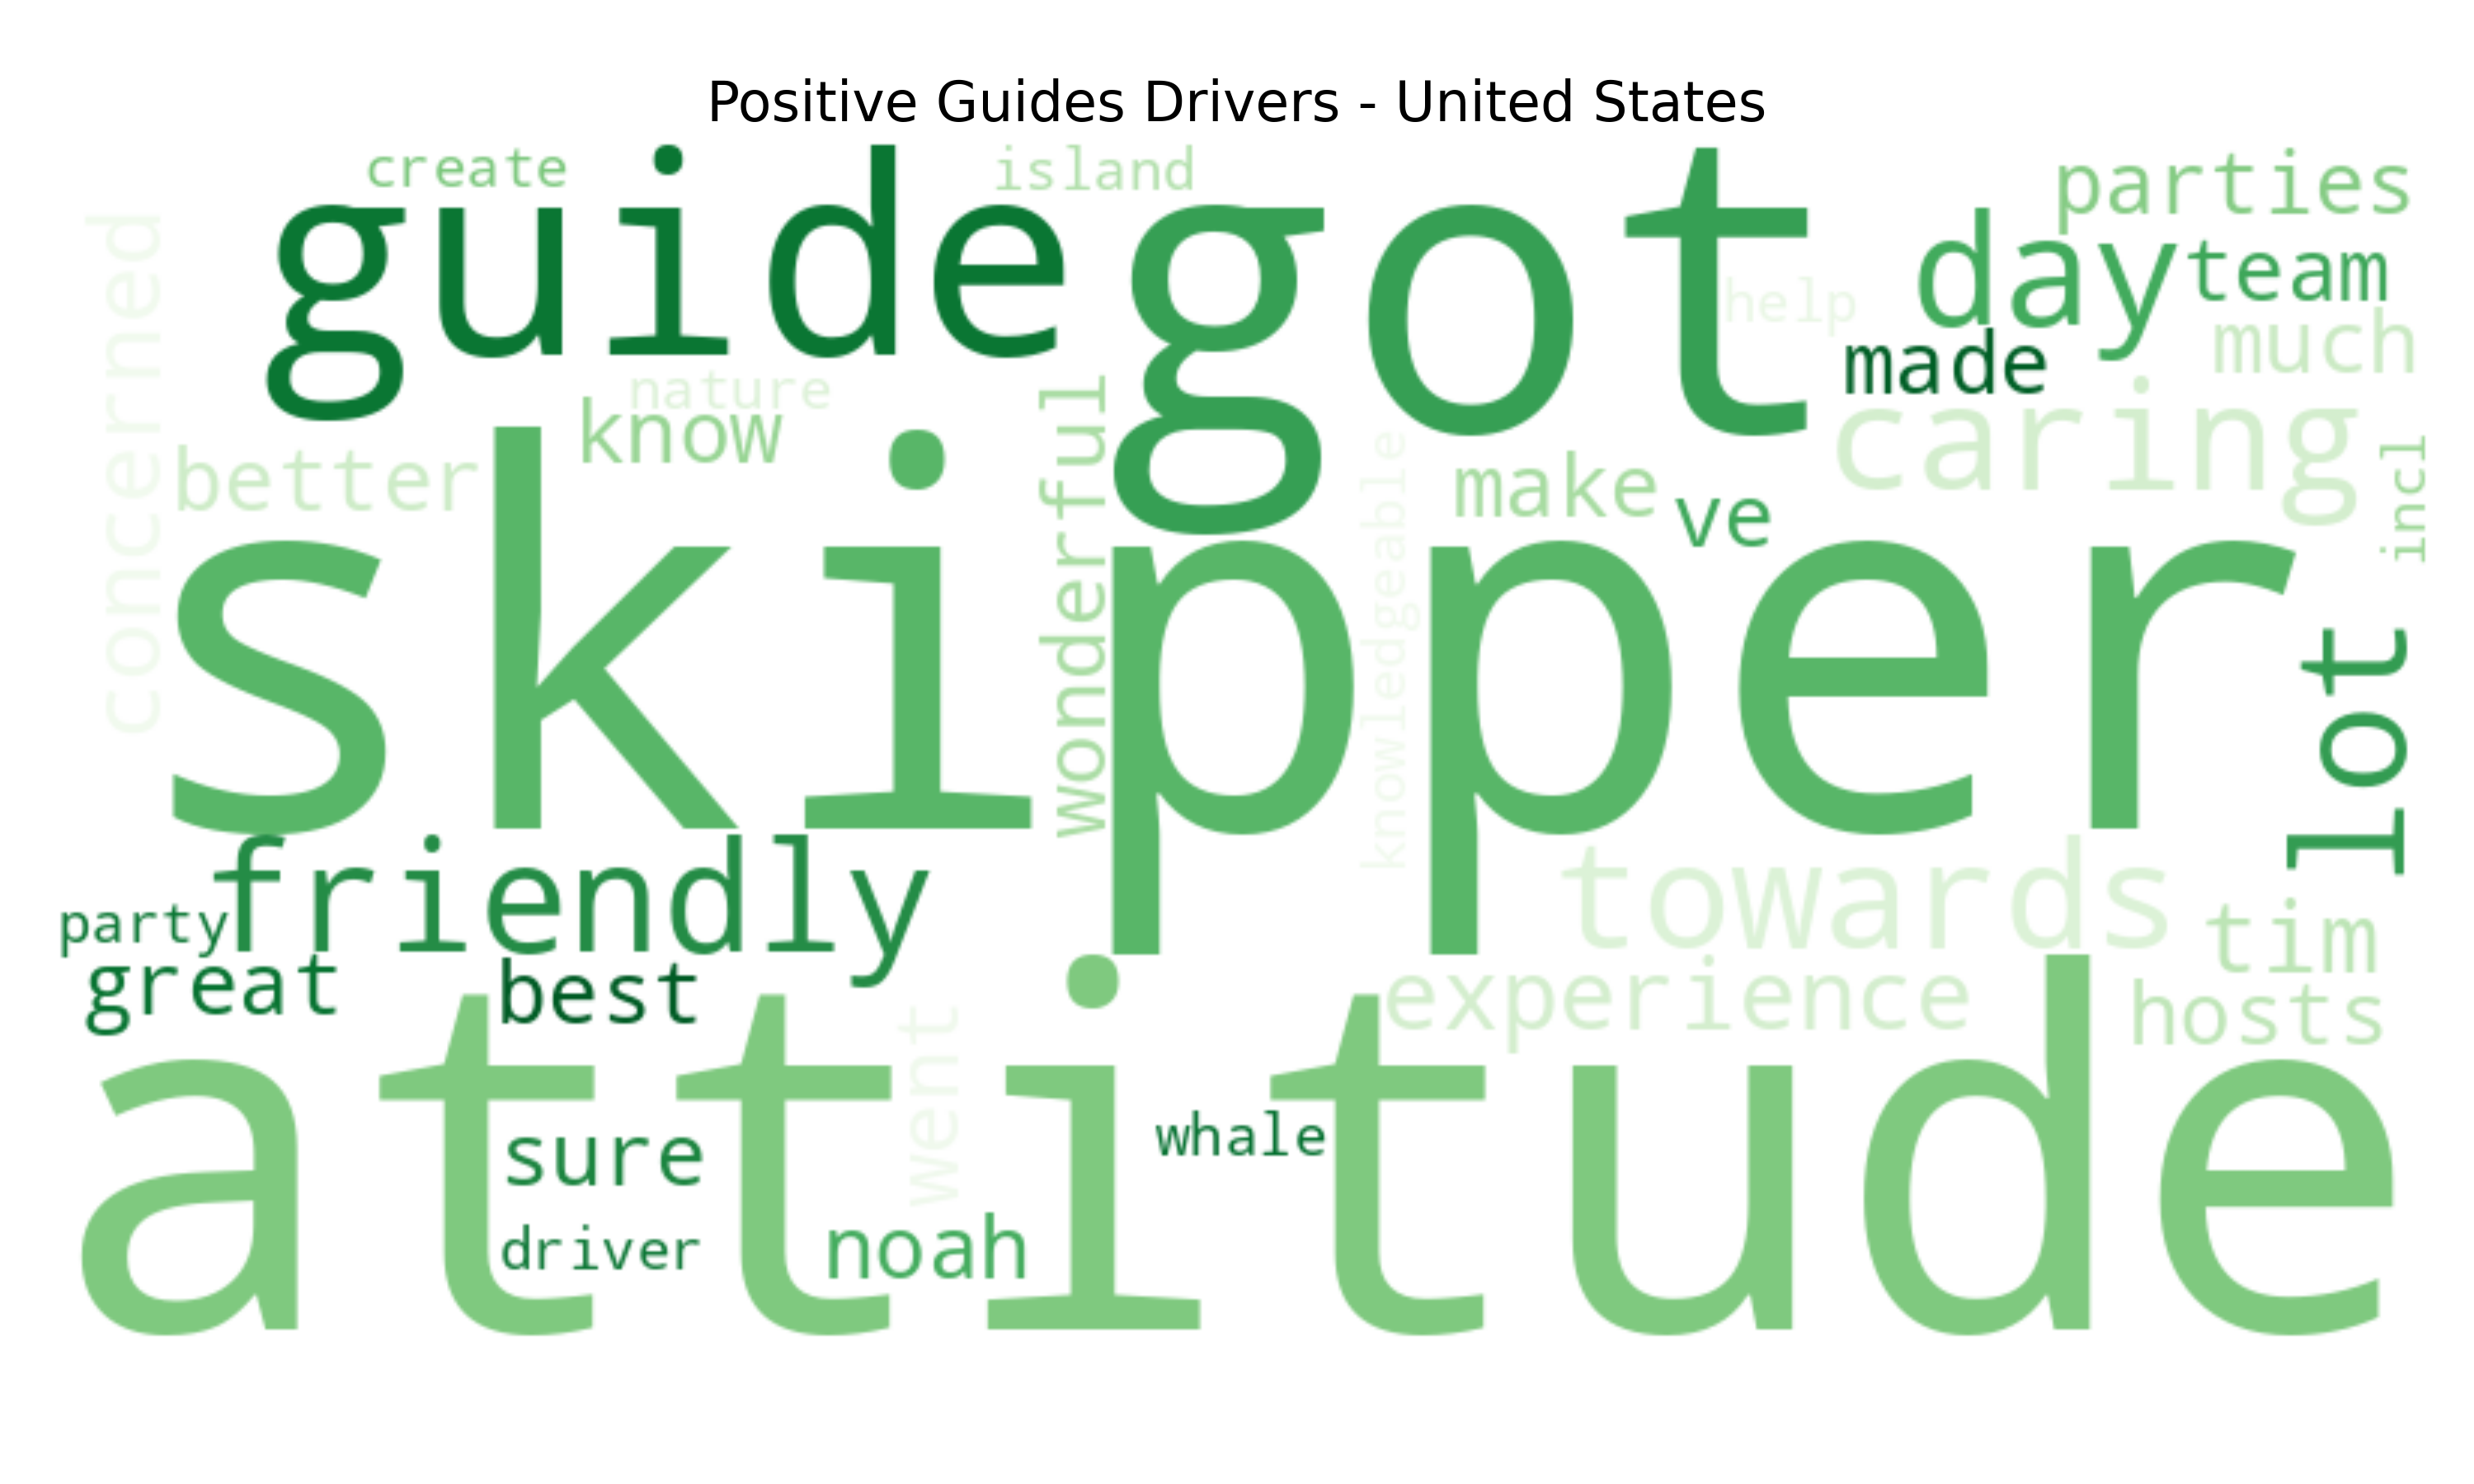 Positive Guides Drivers - United States
create
island
parties
guide
got
day
team
concerned
help
made
much
nature
know
caring
better
wonderful
make
ve
knowledgeable
incl
skipper
lot
friendly
towards
party
tim
great
best
experience
hosts
went
attitude
sure
whale
driver
noah